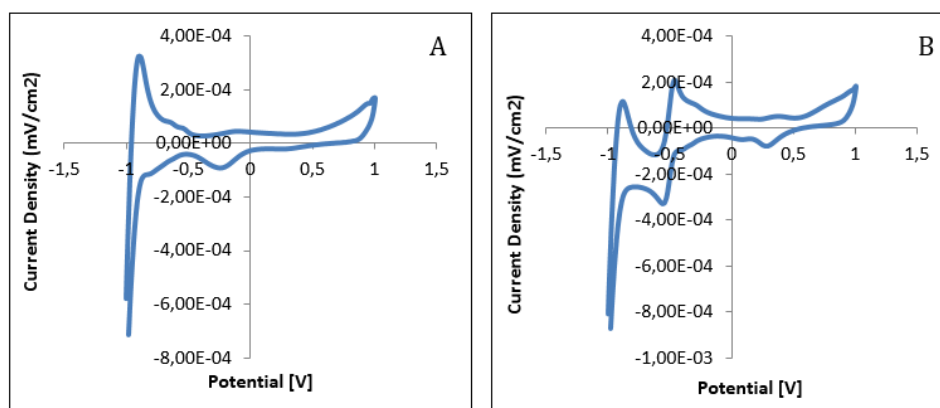 A
4,00E-04
2,00E-04
0,00E+00
-2,00E-04
-4,00E-04
-6,00E-04
-8,00E-04
-1,5 -1 -0,5 0 0,5 1 1,5
Current Density (mV/cm2)
Potential [V]
B
4,00E-04
2,00E-04
0,00E+00
-2,00E-04
-4,00E-04
-6,00E-04
-8,00E-04
-1,00E-03
-1,5 -1 -0,5 0 0,5 1 1,5
Current Density (mV/cm2)
Potential [V]